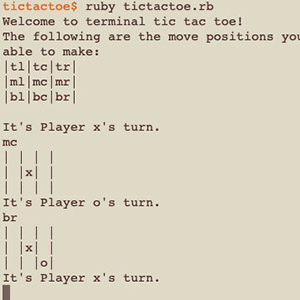 tictactoe$ ruby tictactoe.rb
Welcome to terminal tic tac toe!
The following are the move positions you
able to make:
|tl|tc|tr|
|ml|mc|mr|
|bl|bc|br|
It's Player x's turn.
mc
| | | |
| |x| |
| | | |
It's Player o's turn.
br
| | | |
| |x| |
| | |o|
It's Player x's turn.